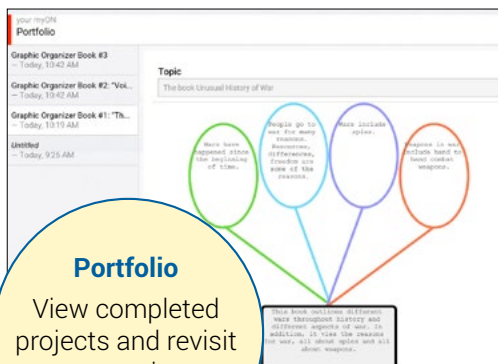 your myON
Portfolio
Graphic Organizer Book #3
– Today, 10:42 AM
Graphic Organizer Book #2: "Voi...
– Today, 10:42 AM
Graphic Organizer Book #1: "Th...
– Today, 10:19 AM
Untitled
– Today, 9:25 AM
Topic
The book Unusual History of War
Wars have
happened since
the beginning
of time.
People go to
war for many
reasons.
Resources,
differences,
freedom are
some of the
reasons.
Wars include
spies.
Weapons in war
include hand to
hand combat
weapons.
This book outlines different
wars throughout history and
different aspects of war. In
addition, it view the reasons
for war, all about spies and all
about weapons.
Portfolio
View completed
projects and revisit